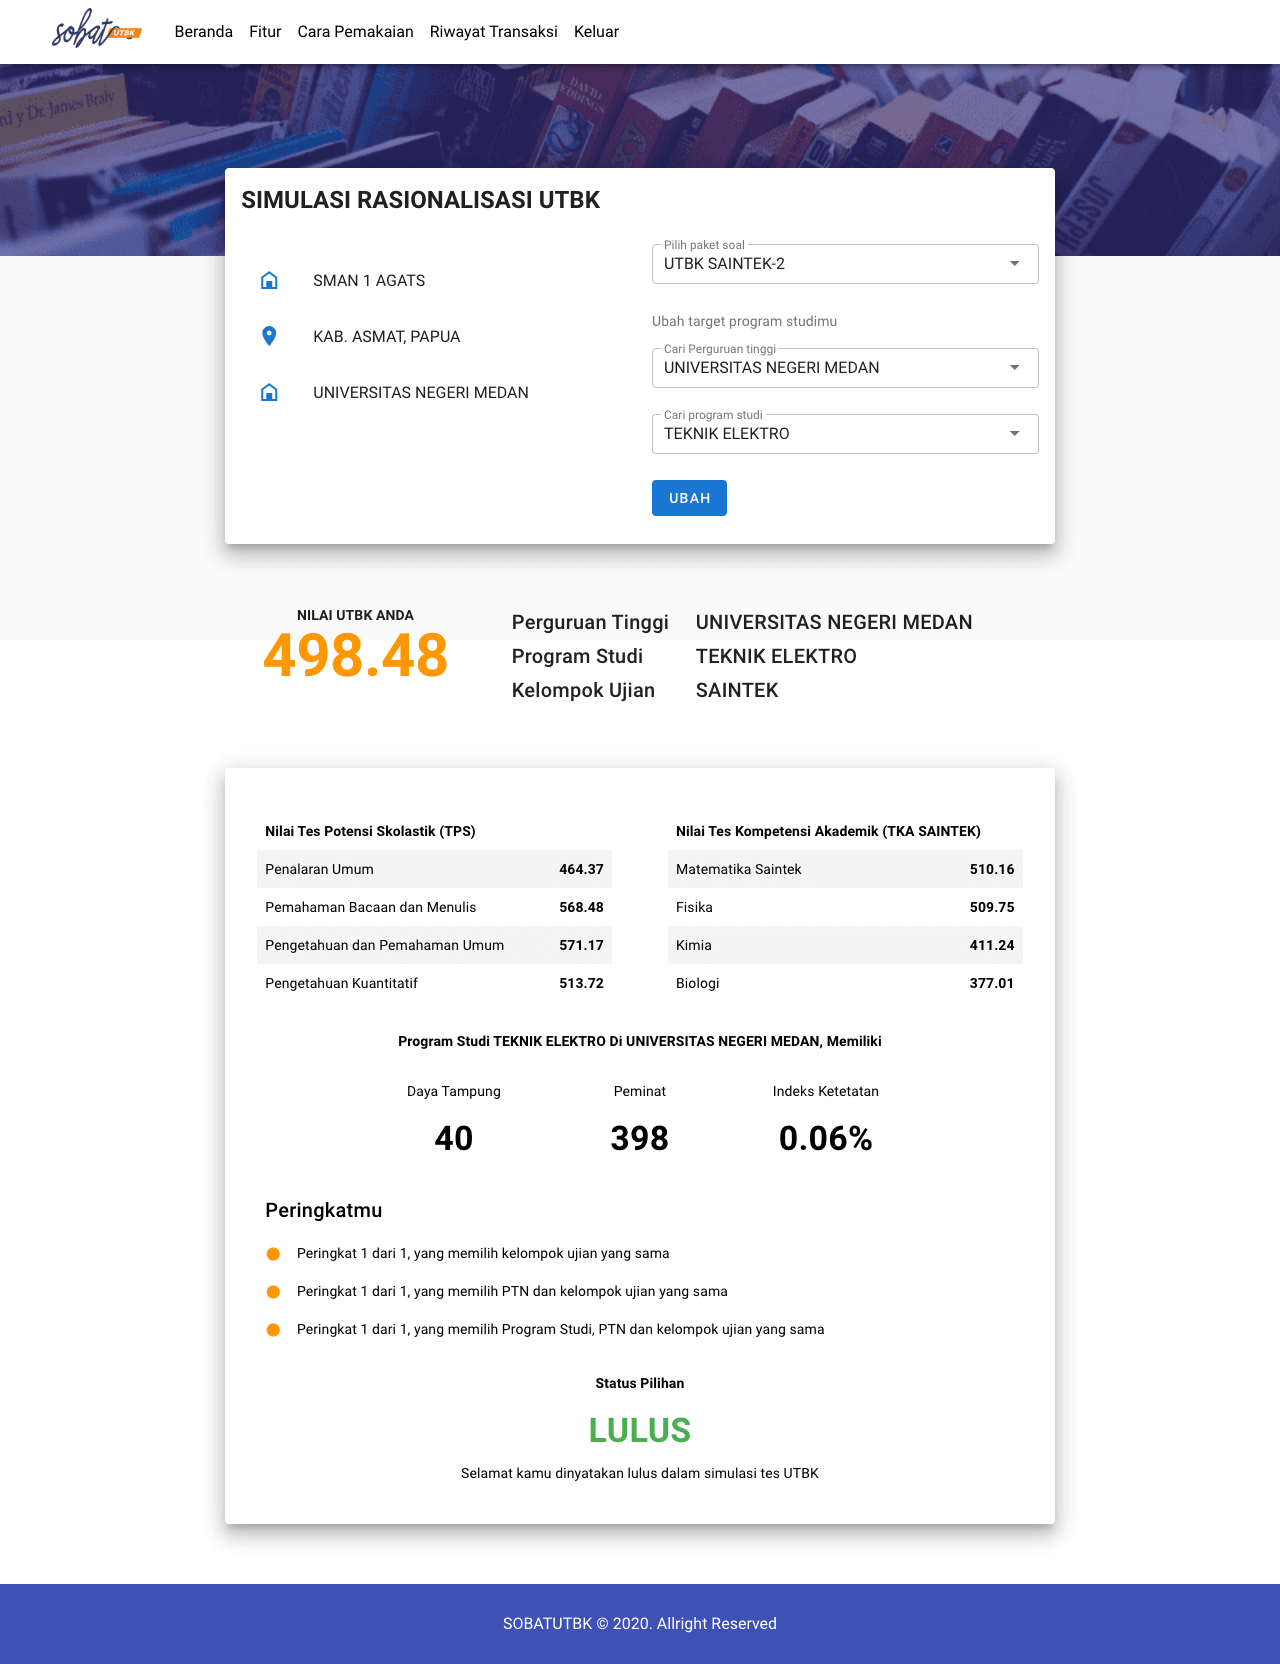 sobat UTBK
Beranda Fitur Cara Pemakaian Riwayat Transaksi Keluar
rd y Dr. James Braly
DAVID
EDDINGS
JOSEPH
SIMULASI RASIONALISASI UTBK
SMAN 1 AGATS
KAB. ASMAT, PAPUA
UNIVERSITAS NEGERI MEDAN
Pilih paket soal
UTBK SAINTEK-2
Ubah target program studimu
Cari Perguruan tinggi
UNIVERSITAS NEGERI MEDAN
Cari program studi
TEKNIK ELEKTRO
UBAH
NILAI UTBK ANDA
498.48
Perguruan Tinggi UNIVERSITAS NEGERI MEDAN
Program Studi TEKNIK ELEKTRO
Kelompok Ujian SAINTEK
Nilai Tes Potensi Skolastik (TPS)
Penalaran Umum 464.37
Pemahaman Bacaan dan Menulis 568.48
Pengetahuan dan Pemahaman Umum 571.17
Pengetahuan Kuantitatif 513.72
Nilai Tes Kompetensi Akademik (TKA SAINTEK)
Matematika Saintek 510.16
Fisika 509.75
Kimia 411.24
Biologi 377.01
Program Studi TEKNIK ELEKTRO Di UNIVERSITAS NEGERI MEDAN, Memiliki
Daya Tampung Peminat Indeks Ketetatan
40 398 0.06%
Peringkatmu
Peringkat 1 dari 1, yang memilih kelompok ujian yang sama
Peringkat 1 dari 1, yang memilih PTN dan kelompok ujian yang sama
Peringkat 1 dari 1, yang memilih Program Studi, PTN dan kelompok ujian yang sama
Status Pilihan
LULUS
Selamat kamu dinyatakan lulus dalam simulasi tes UTBK
SOBATUTBK © 2020. Allright Reserved